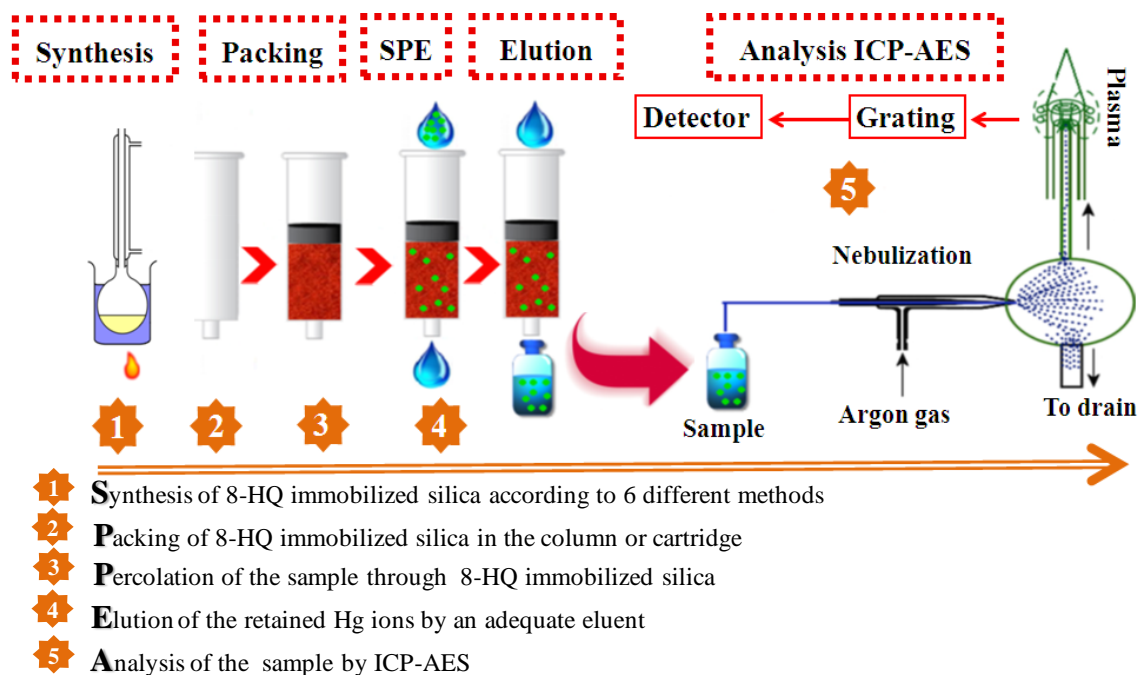 Synthesis
Packing
SPE
Elution
Analysis ICP-AES
Detector
Grating
Plasma
5
Nebulization
Sample
Argon gas
To drain
1
2
3
4
1 Synthesis of 8-HQ immobilized silica according to 6 different methods
2 Packing of 8-HQ immobilized silica in the column or cartridge
3 Percolation of the sample through 8-HQ immobilized silica
4 Elution of the retained Hg ions by an adequate eluent
5 Analysis of the sample by ICP-AES